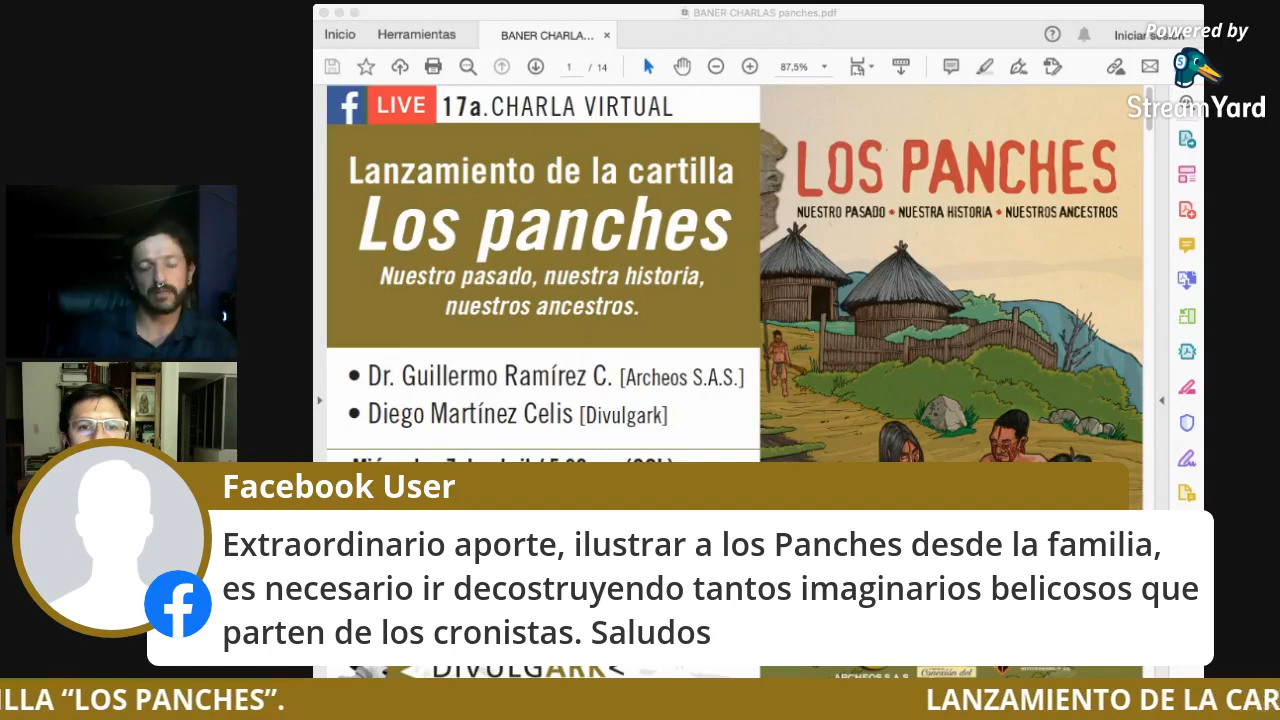 BANER CHARLAS panches.pdf
Inicio Herramientas BANER CHARLA... ×
Powered by
1 / 14 87,5%
StreamYard
LIVE 17a. CHARLA VIRTUAL
Lanzamiento de la cartilla
Los panches
Nuestro pasado, nuestra historia,
nuestros ancestros.
• Dr. Guillermo Ramírez C. [Archeos S.A.S.]
• Diego Martínez Celis [Divulgark]
LOS PANCHES
NUESTRO PASADO • NUESTRA HISTORIA • NUESTROS ANCESTROS
Facebook User
Extraordinario aporte, ilustrar a los Panches desde la familia,
es necesario ir decostruyendo tantos imaginarios belicosos que
parten de los cronistas. Saludos
DIVULGARK
ARCHEOS S.A.S.
ILLA “LOS PANCHES”. LANZAMIENTO DE LA CAR